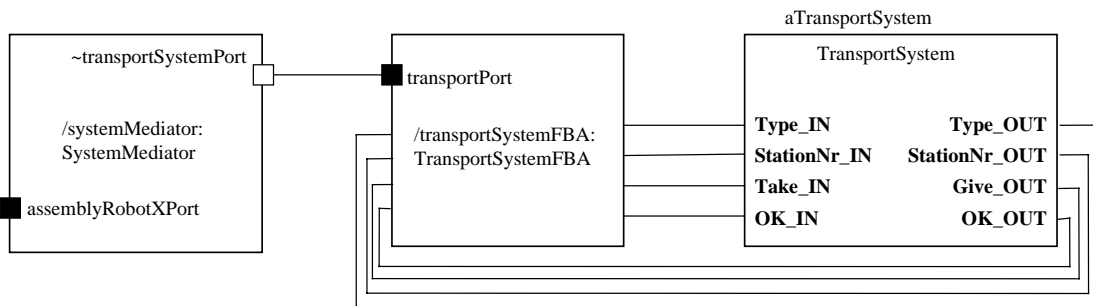 aTransportSystem
~transportSystemPort
TransportSystem
transportPort
/systemMediator:
SystemMediator
/transportSystemFBA:
TransportSystemFBA
Type_IN Type_OUT
StationNr_IN StationNr_OUT
Take_IN Give_OUT
OK_IN OK_OUT
assemblyRobotXPort